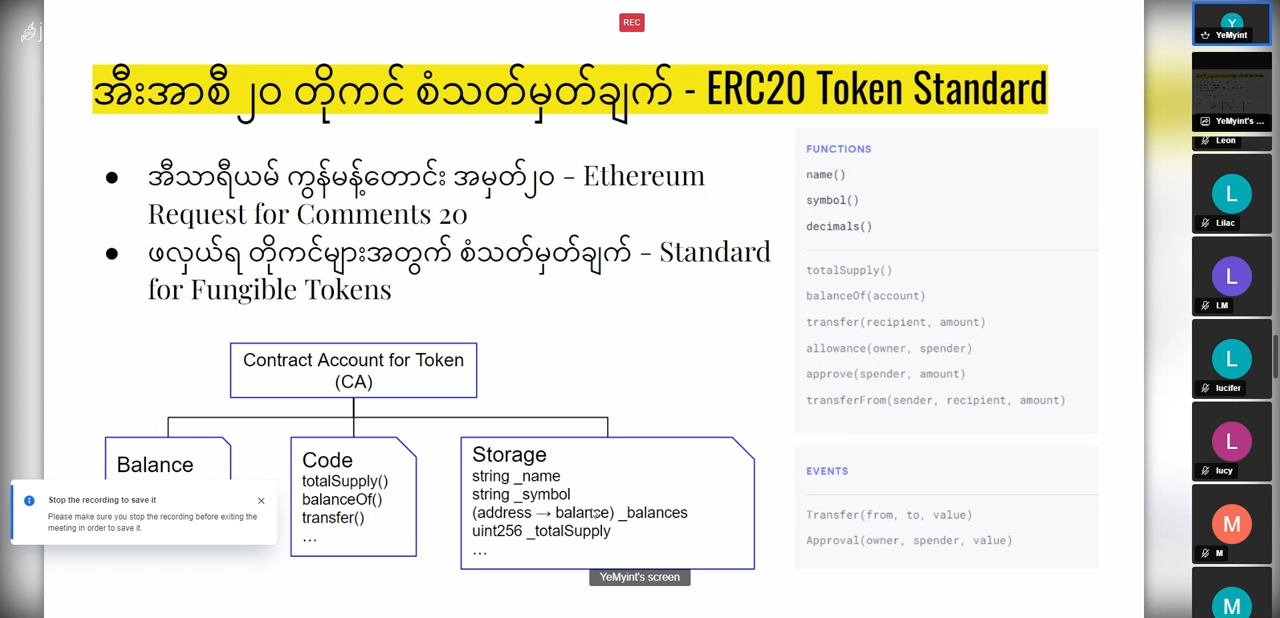 REC
အီးအာစီ ၂၀ တိုကင် စံသတ်မှတ်ချက် - ERC20 Token Standard
● အီသာရီယမ် ကွန်မန့်တောင်း အမှတ်၂၀ – Ethereum
Request for Comments 20
● ဖလှယ်ရ တိုကင်များအတွက် စံသတ်မှတ်ချက် – Standard
for Fungible Tokens
Contract Account for Token
(CA)
Balance
Code
totalSupply()
balanceOf()
transfer()
...
Storage
string _name
string _symbol
(address → balance) _balances
uint256 _totalSupply
...
FUNCTIONS
name()
symbol()
decimals()
totalSupply()
balanceOf(account)
transfer(recipient, amount)
allowance(owner, spender)
approve(spender, amount)
transferFrom(sender, recipient, amount)
EVENTS
Transfer(from, to, value)
Approval(owner, spender, value)
Stop the recording to save it
Please make sure you stop the recording before exiting the
meeting in order to save it.
YeMyint's screen
Y
YeMyint
YeMyint's ...
Leon
L
Lilac
L
LM
L
lucifer
L
lucy
M
M
M